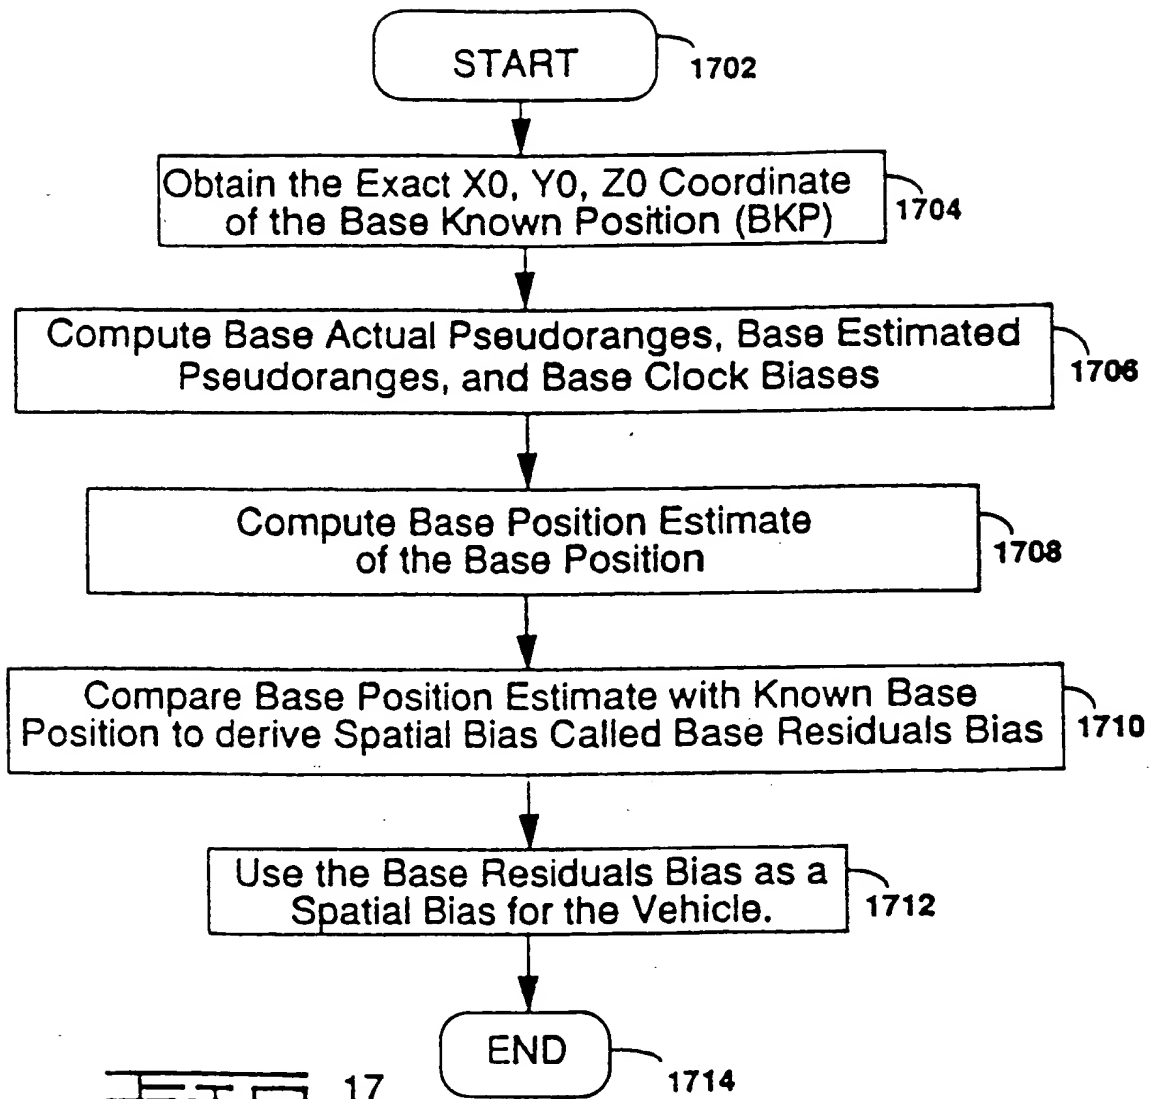 START
1702
Obtain the Exact X0, Y0, Z0 Coordinate
of the Base Known Position (BKP)
1704
Compute Base Actual Pseudoranges, Base Estimated
Pseudoranges, and Base Clock Biases
1706
Compute Base Position Estimate
of the Base Position
1708
Compare Base Position Estimate with Known Base
Position to derive Spatial Bias Called Base Residuals Bias
1710
Use the Base Residuals Bias as a
Spatial Bias for the Vehicle.
1712
END
1714
17